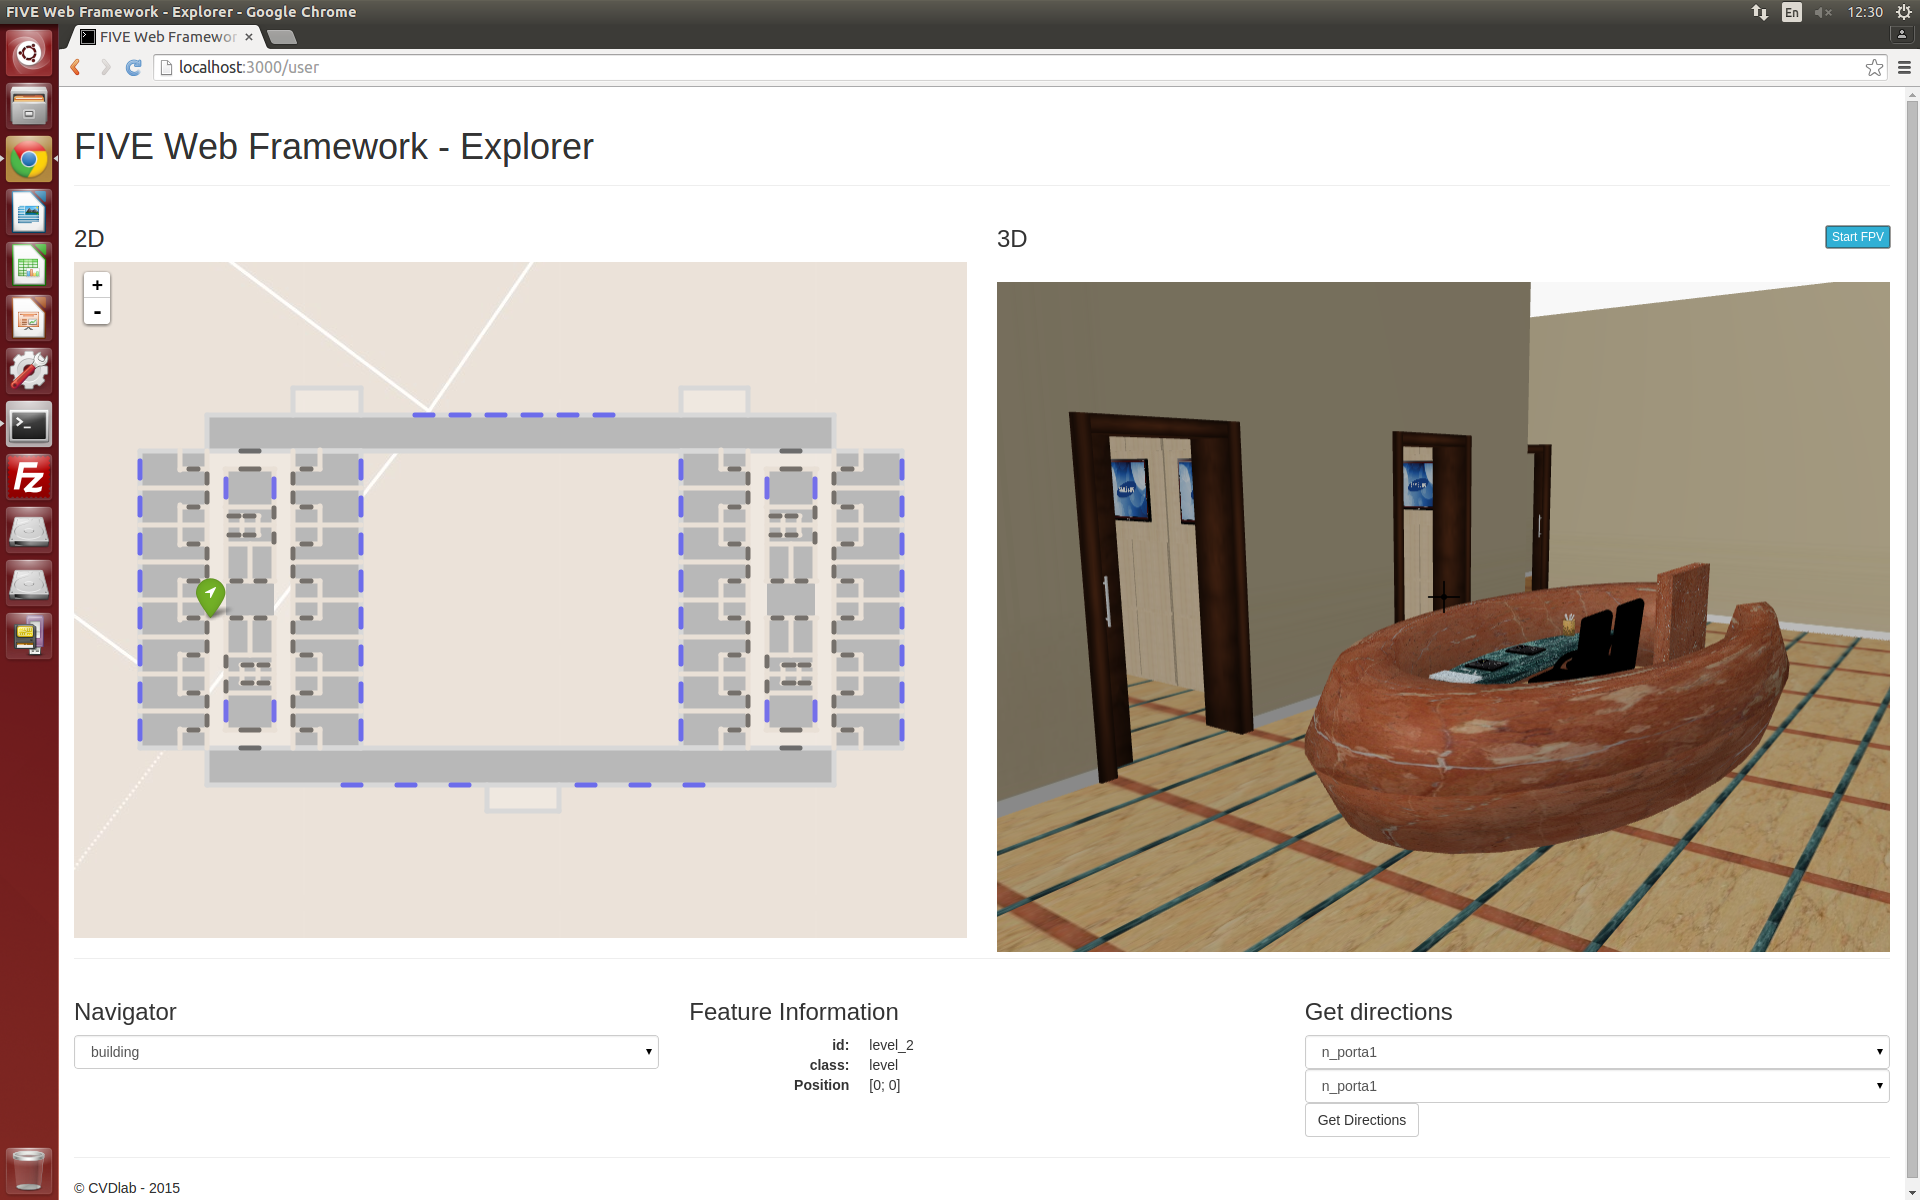 FIVE Web Framework - Explorer - Google Chrome
En
12:30
FIVE Web Framewor
localhost:3000/user
FIVE Web Framework - Explorer
2D
3D
Start FPV
+
-
Navigator
building
Feature Information
id: level_2
class: level
Position [0; 0]
Get directions
n_porta1
n_porta1
Get Directions
© CVDlab - 2015